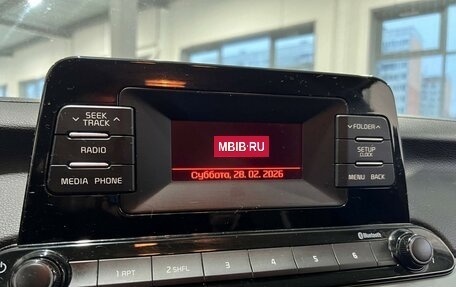 SEEK
TRACK
RADIO
MEDIA PHONE
MBIB.RU
Суббота, 28. 02. 2026
FOLDER
SETUP
CLOCK
MENU BACK
Bluetooth
1 APT
2 SHFL
3
4
5
6